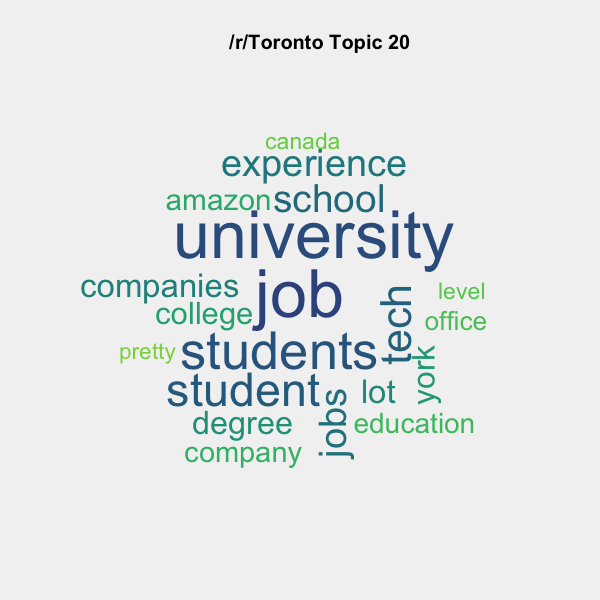 /r/Toronto Topic 20
canada
experience
amazon school
university
companies job
level
college
tech
office
pretty students
york
student
jobs
lot
degree
education
company